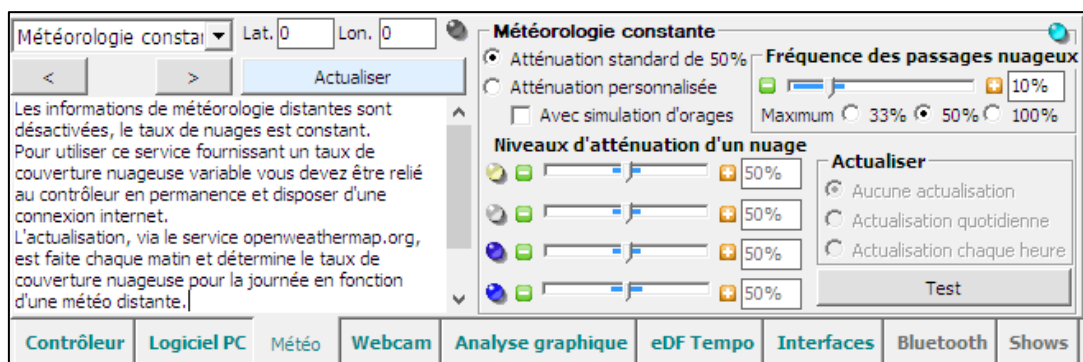 Météorologie constai
Lat. 0
Lon. 0
<
>
Actualiser
Les informations de météorologie distantes sont
désactivées, le taux de nuages est constant.
Pour utiliser ce service fournissant un taux de
couverture nuageuse variable vous devez être relié
au contrôleur en permanence et disposer d'une
connexion internet.
L'actualisation, via le service openweathermap.org,
est faite chaque matin et détermine le taux de
couverture nuageuse pour la journée en fonction
d'une météo distante.
Météorologie constante
Atténuation standard de 50%
Atténuation personnalisée
Avec simulation d'orages
Fréquence des passages nuageux
10%
Maximum 33% 50% 100%
Niveaux d'atténuation d'un nuage
50%
50%
50%
50%
Actualiser
Aucune actualisation
Actualisation quotidienne
Actualisation chaque heure
Test
Contrôleur Logiciel PC Météo Webcam Analyse graphique eDF Tempo Interfaces Bluetooth Shows